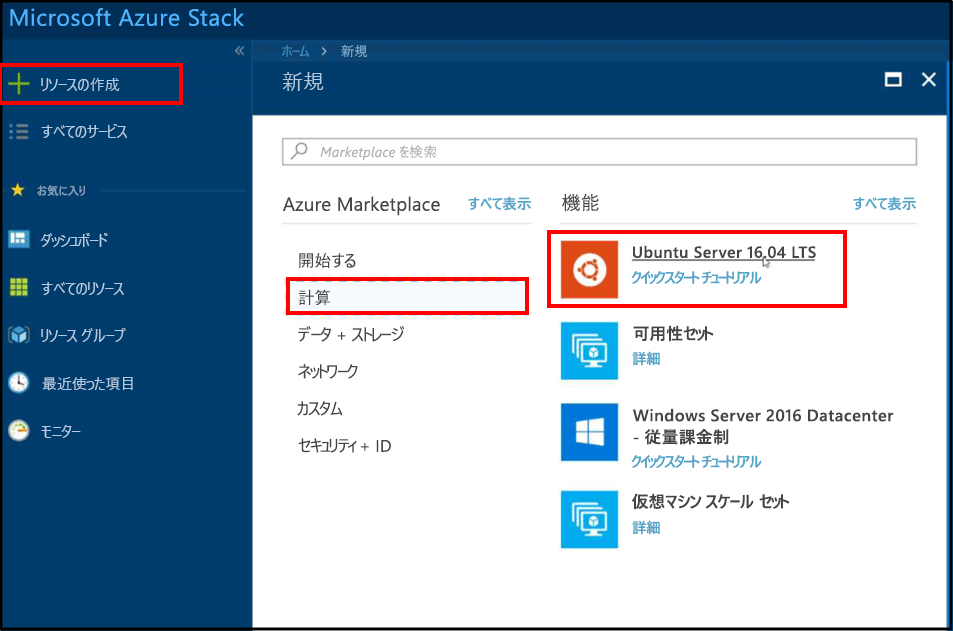 Microsoft Azure Stack
«
ホーム > 新規
リソースの作成
すべてのサービス
お気に入り
ダッシュボード
すべてのリソース
リソース グループ
最近使った項目
モニター
新規
Marketplace を検索
Azure Marketplace すべて表示
開始する
計算
データ + ストレージ
ネットワーク
カスタム
セキュリティ + ID
機能 すべて表示
Ubuntu Server 16.04 LTS
クイックスタート チュートリアル
可用性セット
詳細
Windows Server 2016 Datacenter
- 従量課金制
クイックスタート チュートリアル
仮想マシン スケール セット
詳細